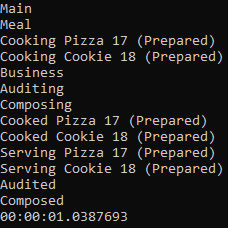 Main
Meal
Cooking Pizza 17 (Prepared)
Cooking Cookie 18 (Prepared)
Business
Auditing
Composing
Cooked Pizza 17 (Prepared)
Cooked Cookie 18 (Prepared)
Serving Pizza 17 (Prepared)
Serving Cookie 18 (Prepared)
Audited
Composed
00:00:01.0387693